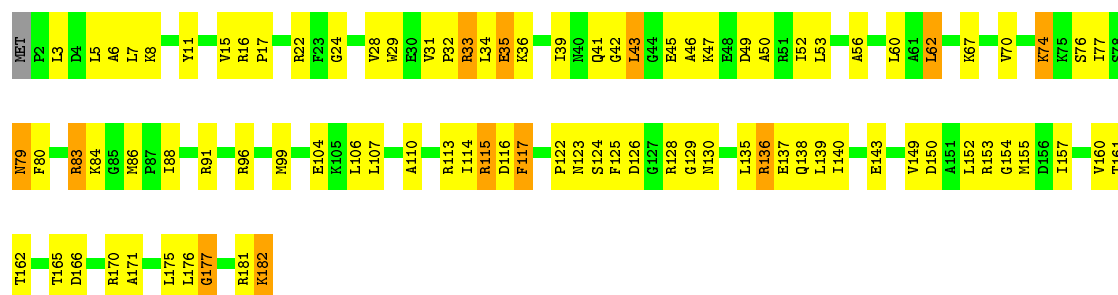 MET P2 L3 D4 L5 A6 L7 K8 Y11 V15 R16 P17 R22 F23 G24 V28 W29 E30 V31 P32 R33 L34 E35 K36 I39 N40 Q41 G42 L43 G44 E45 A46 K47 E48 D49 A50 R51 I52 L53 A56 L60 A61 L62 K67 V70 K74 K75 S76 I77 S78
N79 F80 R83 K84 G85 M86 P87 I88 R91 R96 M99 E104 K105 L106 L107 A110 R113 I114 R115 D116 F117 P122 N123 S124 F125 D126 G127 R128 G129 N130 L135 R136 E137 Q138 L139 I140 E143 V149 D150 A151 L152 R153 G154 M155 D156 I157 V160 T161
T162 T165 D166 R170 A171 L175 L176 G177 R181 K182